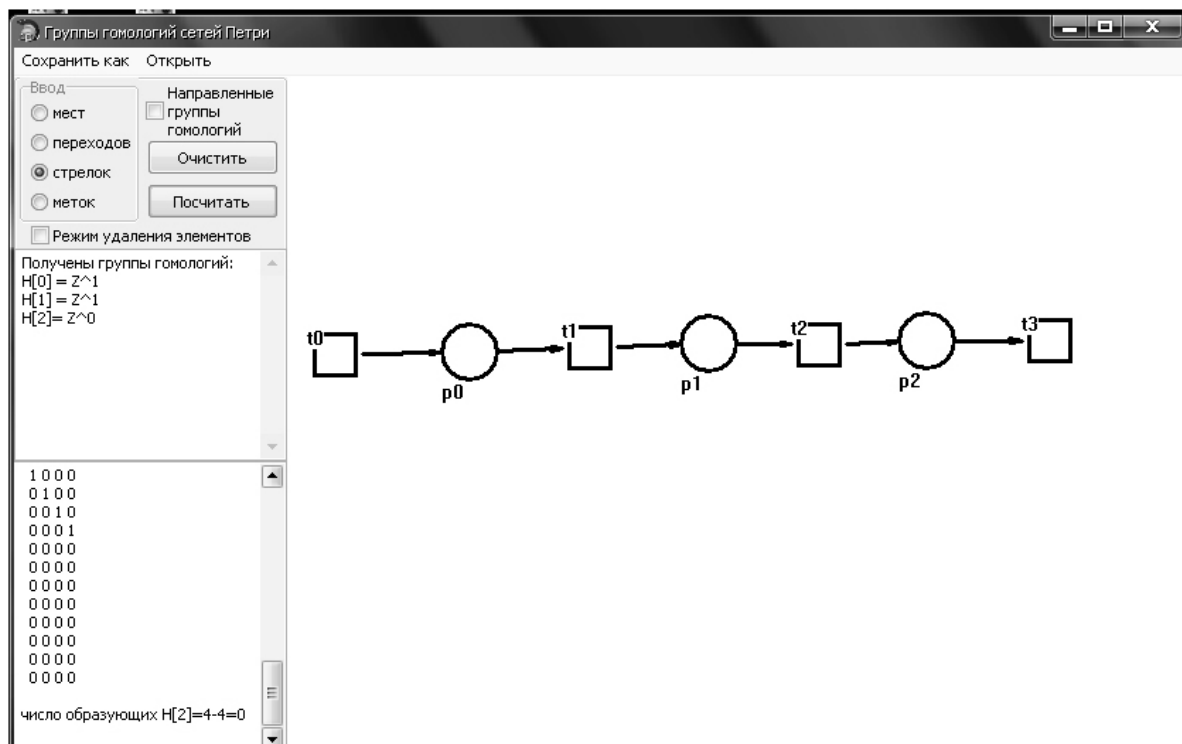 Группы гомологий сетей Петри
Сохранить как Открыть
Ввод
мест
переходов
стрелок
меток
Направленные
группы
гомологий
Очистить
Посчитать
Режим удаления элементов
Получены группы гомологий:
H[0] = Z^1
H[1] = Z^1
H[2]= Z^0
1 0 0 0
0 1 0 0
0 0 1 0
0 0 0 1
0 0 0 0
0 0 0 0
0 0 0 0
0 0 0 0
0 0 0 0
0 0 0 0
0 0 0 0
0 0 0 0
число образующих H[2]=4-4=0
t0 t1 t2 t3
p0 p1 p2